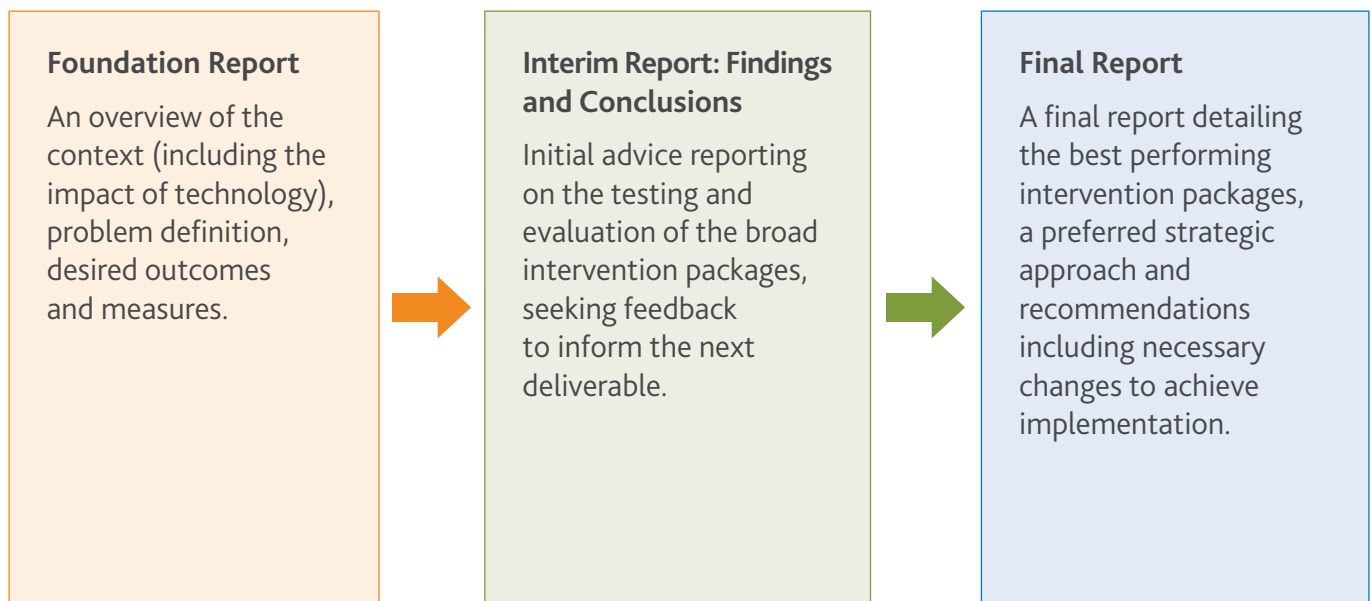 Foundation Report
An overview of the
context (including the
impact of technology),
problem definition,
desired outcomes
and measures.
Interim Report: Findings
and Conclusions
Initial advice reporting
on the testing and
evaluation of the broad
intervention packages,
seeking feedback
to inform the next
deliverable.
Final Report
A final report detailing
the best performing
intervention packages,
a preferred strategic
approach and
recommendations
including necessary
changes to achieve
implementation.